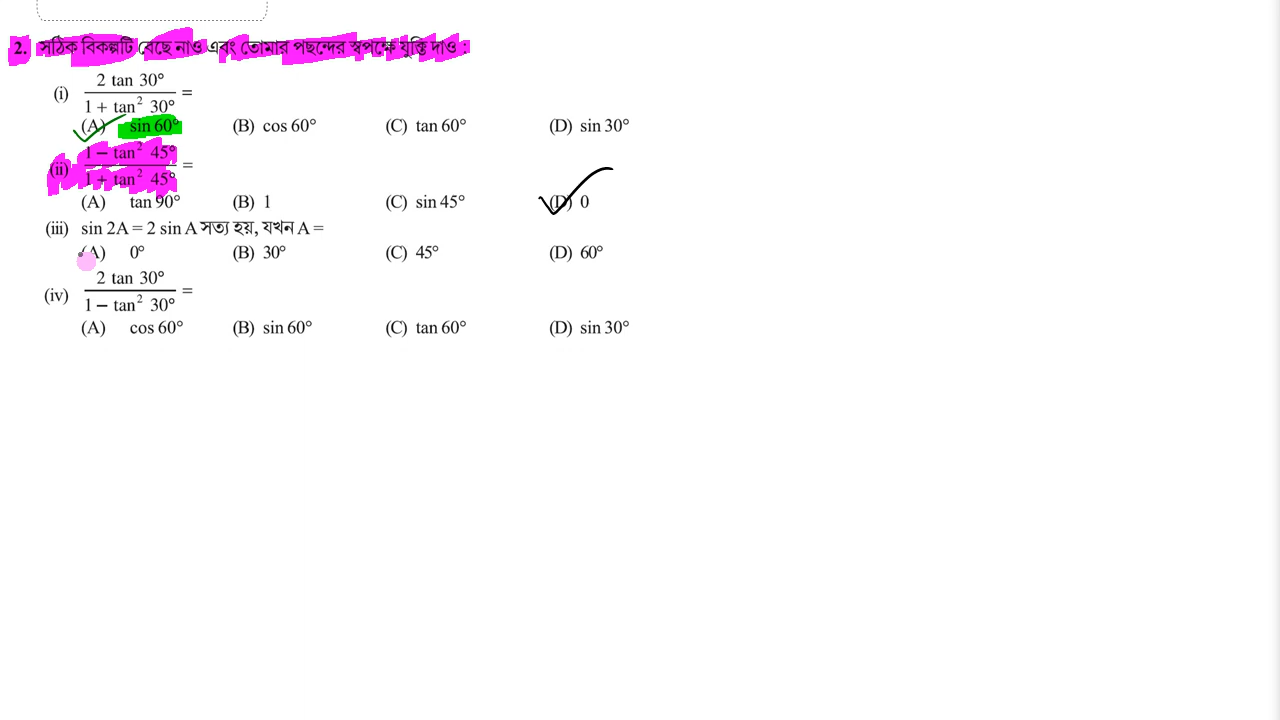 2. সঠিক বিকল্পটি বেছে নাও এবং তোমার পছন্দের স্বপক্ষে যুক্তি দাও :
(i) 2 tan 30° / 1 + tan² 30° =
(A) sin 60° (B) cos 60° (C) tan 60° (D) sin 30°
(ii) 1 − tan² 45° / 1 + tan² 45° =
(A) tan 90° (B) 1 (C) sin 45° (D) 0
(iii) sin 2A = 2 sin A সত্য হয়, যখন A =
(A) 0° (B) 30° (C) 45° (D) 60°
(iv) 2 tan 30° / 1 − tan² 30° =
(A) cos 60° (B) sin 60° (C) tan 60° (D) sin 30°